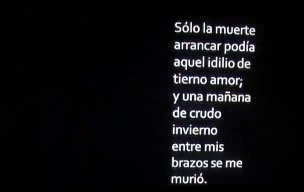 Sólo la muerte
arrancar podía
aquel idilio de
tierno amor;
y una mañana
de crudo
invierno
entre mis
brazos se me
murió.